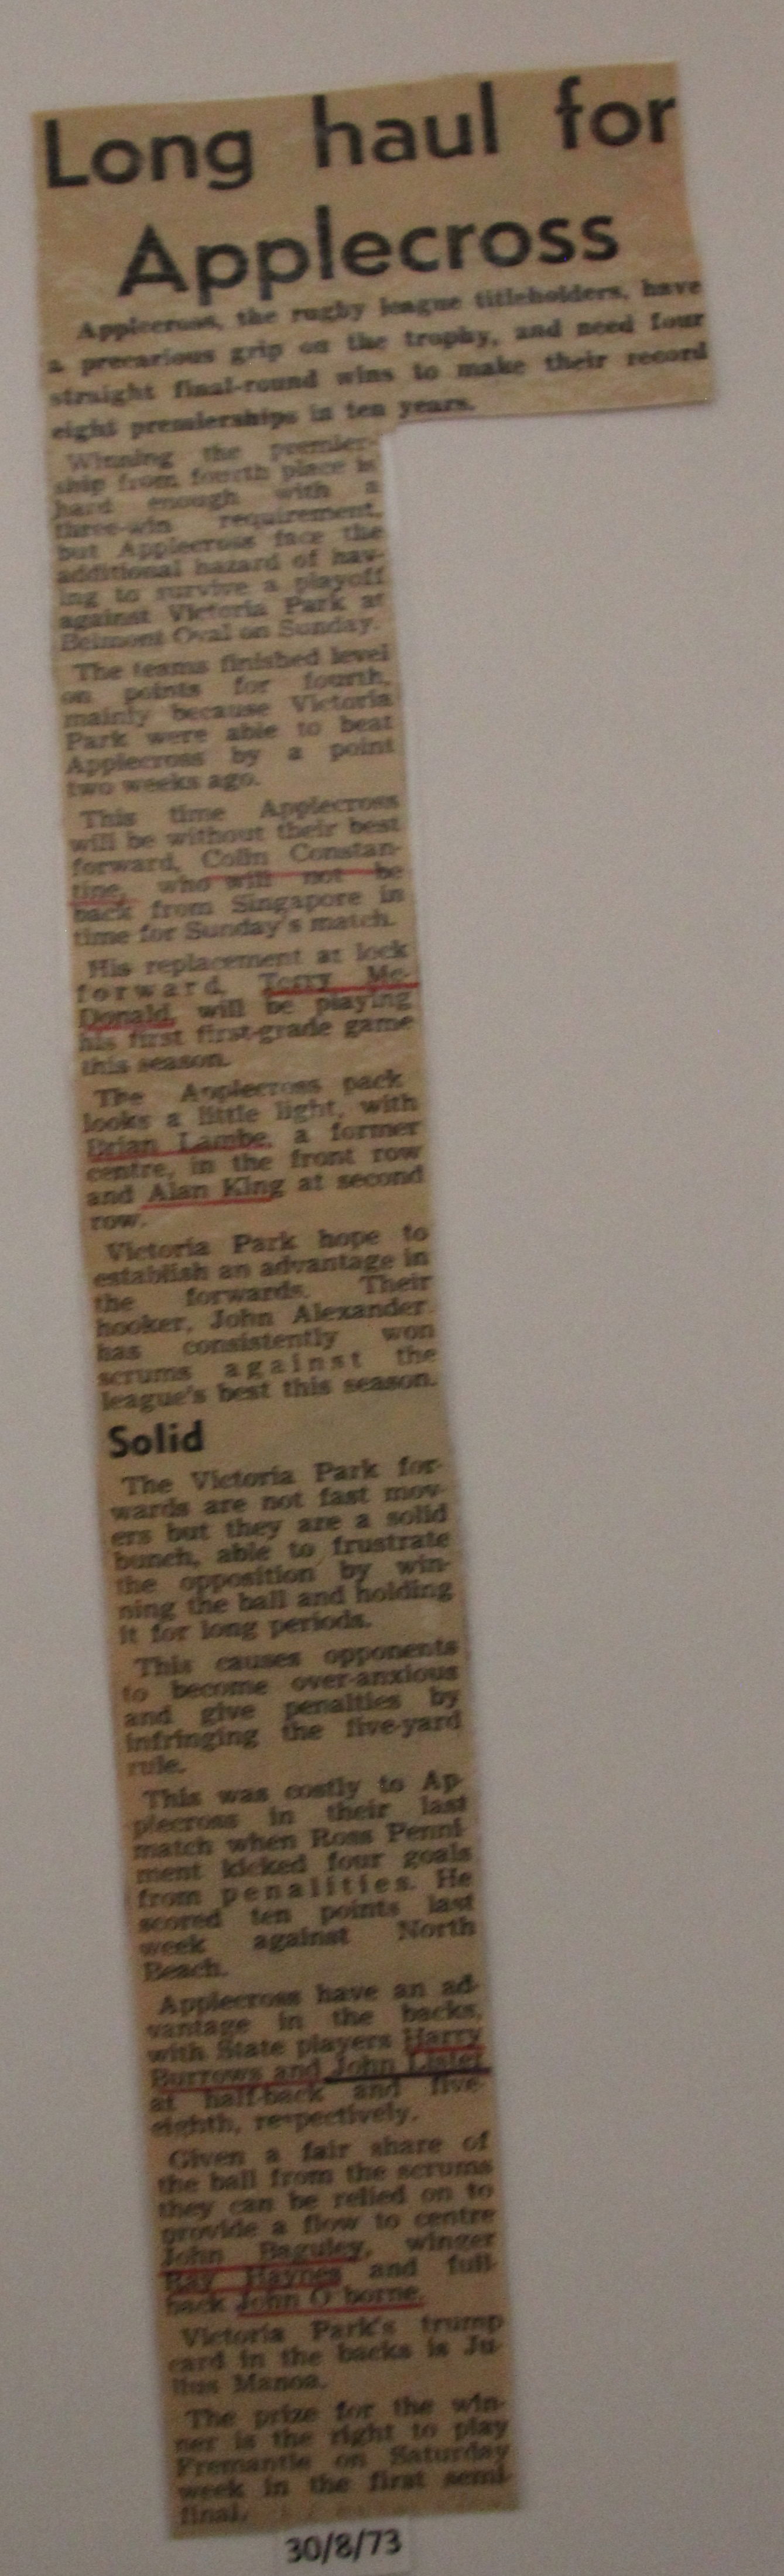 Long haul for
Applecross
Applecross, the rugby league titleholders, have
a precarious grip on the trophy, and need four
straight final-round wins to make their record
eight premierships in ten years.
Winning the premier-
ship from fourth place is
hard enough with a
three-win requirement,
but Applecross face the
additional hazard of hav-
ing to survive a playoff
against Victoria Park at
Belmont Oval on Sunday.
The teams finished level
on points for fourth,
mainly because Victoria
Park were able to beat
Applecross by a point
two weeks ago.
This time Applecross
will be without their best
forward, Colin Constan-
tine, who will not be
back from Singapore in
time for Sunday's match.
His replacement at lock
forward, Terry Mc-
Donald, will be playing
his first first-grade game
this season.
The Applecross pack
looks a little light, with
Brian Lambe, a former
centre, in the front row
and Alan King at second
row.
Victoria Park hope to
establish an advantage in
the forwards. Their
hooker, John Alexander,
has consistently won
scrums against the
league's best this season.
Solid
The Victoria Park for-
wards are not fast mov-
ers but they are a solid
bunch, able to frustrate
the opposition by win-
ning the ball and holding
it for long periods.
This causes opponents
to become over-anxious
and give penalties by
infringing the five-yard
rule.
This was costly to Ap-
plecross in their last
match when Ross Penni-
ment kicked four goals
from penalities. He
scored ten points last
week against North
Beach.
Applecross have an ad-
vantage in the backs,
with State players Harry
Burrows and John Lister
at half-back and five-
eighth, respectively.
Given a fair share of
the ball from the scrums
they can be relied on to
provide a flow to centre
John Baguley, winger
Ray Haynes and full-
back John O'borne.
Victoria Park's trump
card in the backs is Ju-
lius Manoa.
The prize for the win-
ner is the right to play
Fremantle on Saturday
week in the first semi-
final.
30/8/73